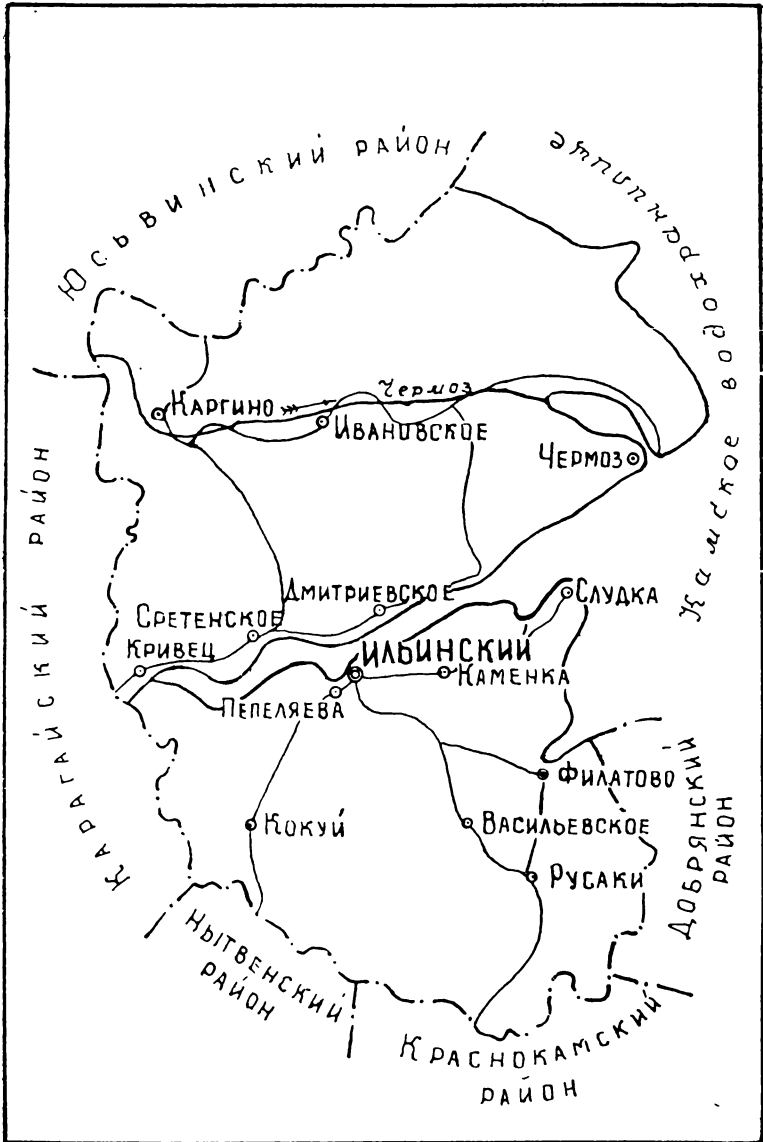 Юсьвинский район
Камское водохранилище
Чермоз
Каргино
Ивановское
Чермоз
Карагайский район
Дмитриевское
Слудка
Сретенское
Кривец
Ильинский
Каменка
Пепеляева
Филатово
Добрянский
район
Кокуй
Васильевское
Русаки
Нытвенский
район
Краснокамский
район